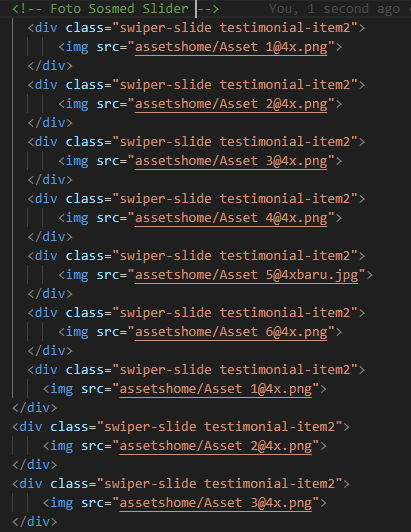 <!-- Foto Sosmed Slider --> You, 1 second ago
<div class="swiper-slide testimonial-item2">
<img src="assetshome/Asset 1@4x.png">
</div>
<div class="swiper-slide testimonial-item2">
<img src="assetshome/Asset 2@4x.png">
</div>
<div class="swiper-slide testimonial-item2">
<img src="assetshome/Asset 3@4x.png">
</div>
<div class="swiper-slide testimonial-item2">
<img src="assetshome/Asset 4@4x.png">
</div>
<div class="swiper-slide testimonial-item2">
<img src="assetshome/Asset 5@4xbaru.jpg">
</div>
<div class="swiper-slide testimonial-item2">
<img src="assetshome/Asset 6@4x.png">
</div>
<div class="swiper-slide testimonial-item2">
<img src="assetshome/Asset 1@4x.png">
</div>
<div class="swiper-slide testimonial-item2">
<img src="assetshome/Asset 2@4x.png">
</div>
<div class="swiper-slide testimonial-item2">
<img src="assetshome/Asset 3@4x.png">
</div>